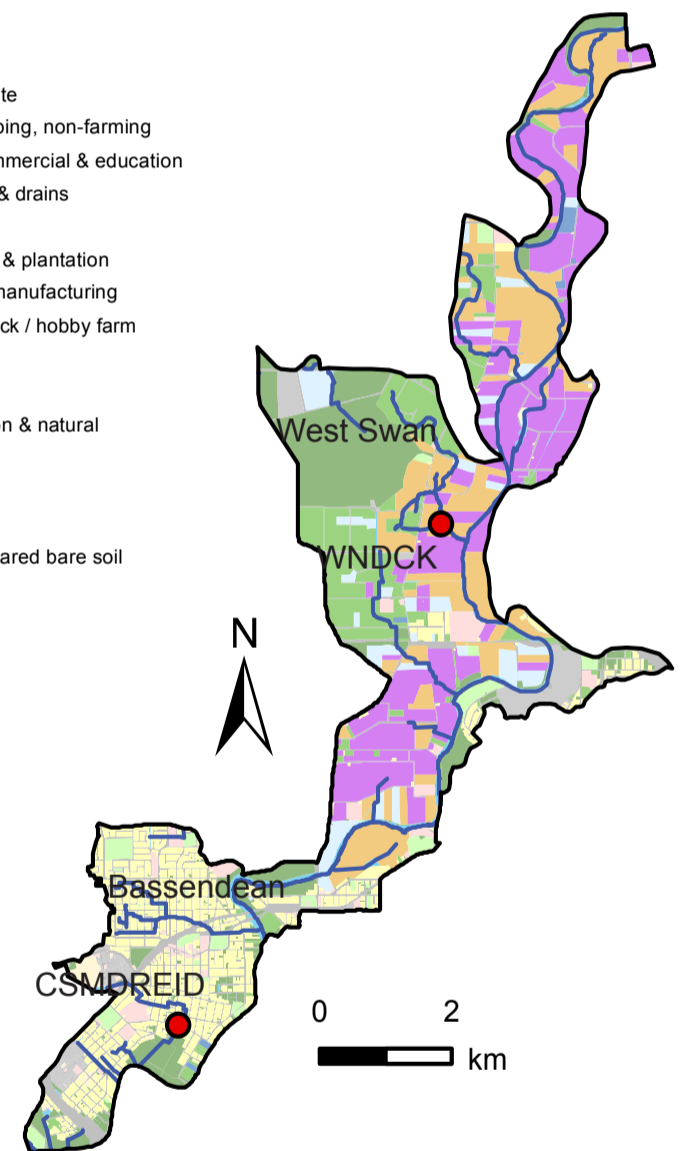 te
ping, non-farming
mmercial & education
& drains
& plantation
manufacturing
ck / hobby farm
n & natural
West Swan
WNDCK
ared bare soil
N
Bassendean
CSMDREID
0 2
km